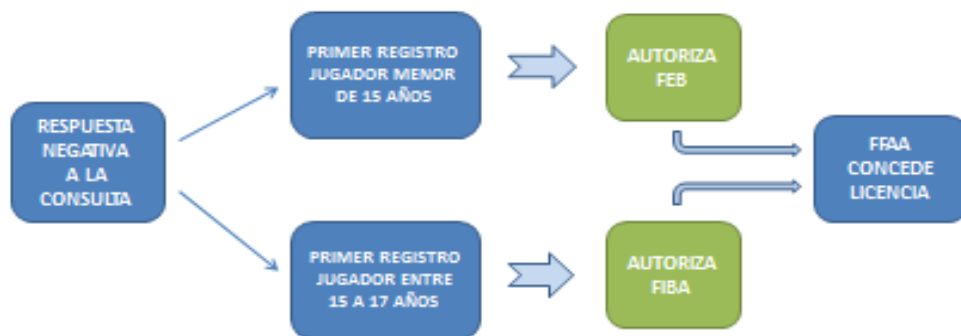 RESPUESTA
NEGATIVA
A LA
CONSULTA
PRIMER REGISTRO
JUGADOR MENOR
DE 15 AÑOS
AUTORIZA
FEB
PRIMER REGISTRO
JUGADOR ENTRE
15 A 17 AÑOS
AUTORIZA
FIBA
FFAA
CONCEDE
LICENCIA